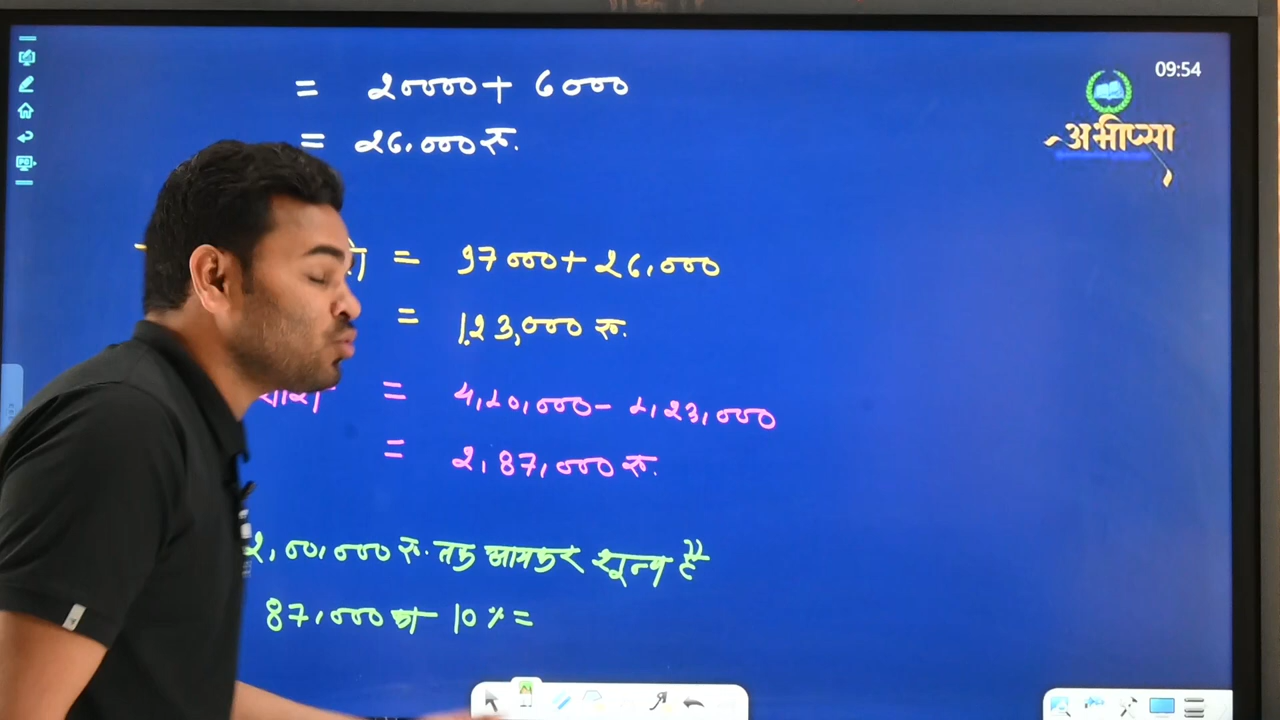 09:54
अभीप्सा
= 20000 + 6000
= 26,000 रु.
= 97000 + 26,000
= 1,23,000 रु.
= 4,10,000 - 1,23,000
= 2,87,000 रु.
2,00,000 रु. तक आयकर शून्य है
87,000 का 10 % =